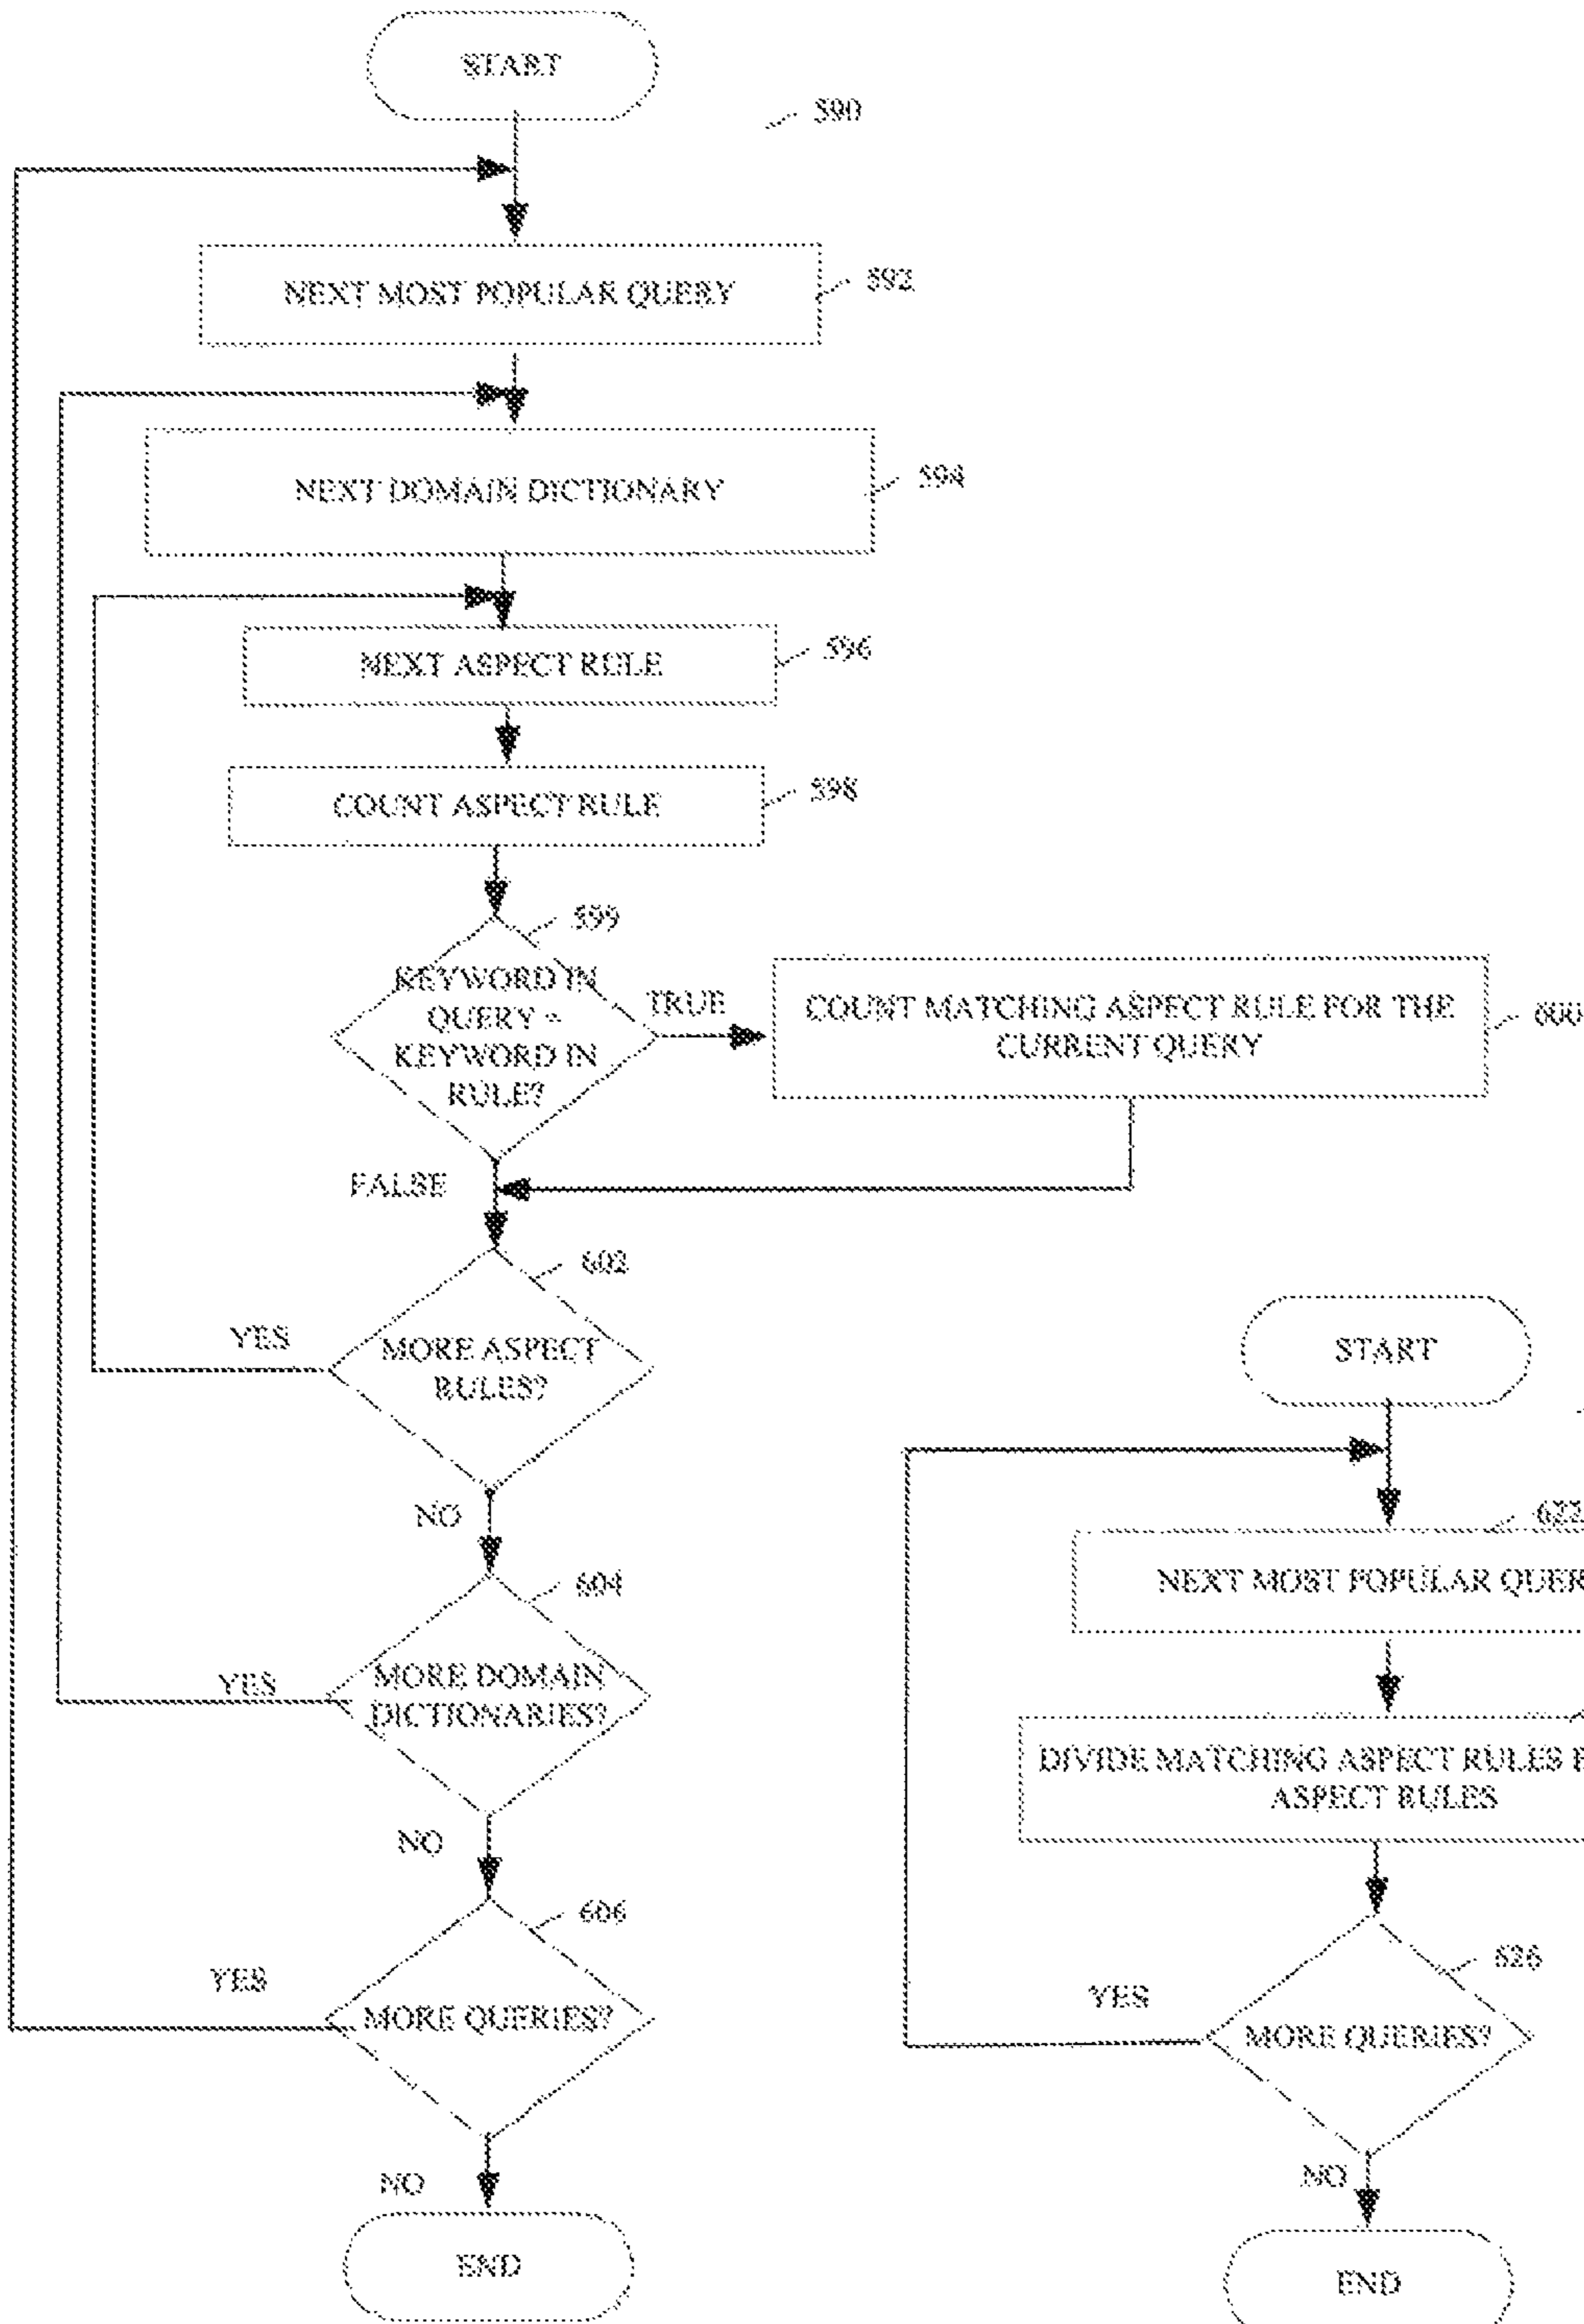 START
590
NEXT MOST POPULAR QUERY
592
NEXT DOMAIN DICTIONARY
594
NEXT ASPECT RULE
596
COUNT ASPECT RULE
598
599
KEYWORD IN
QUERY =
KEYWORD IN
RULE?
TRUE
COUNT MATCHING ASPECT RULE FOR THE
CURRENT QUERY
600
FALSE
602
YES
MORE ASPECT
RULES?
NO
604
YES
MORE DOMAIN
DICTIONARIES?
NO
606
YES
MORE QUERIES?
NO
END
START
622
NEXT MOST POPULAR QUER
DIVIDE MATCHING ASPECT RULES
ASPECT RULES
626
YES
MORE QUERIES?
NO
END